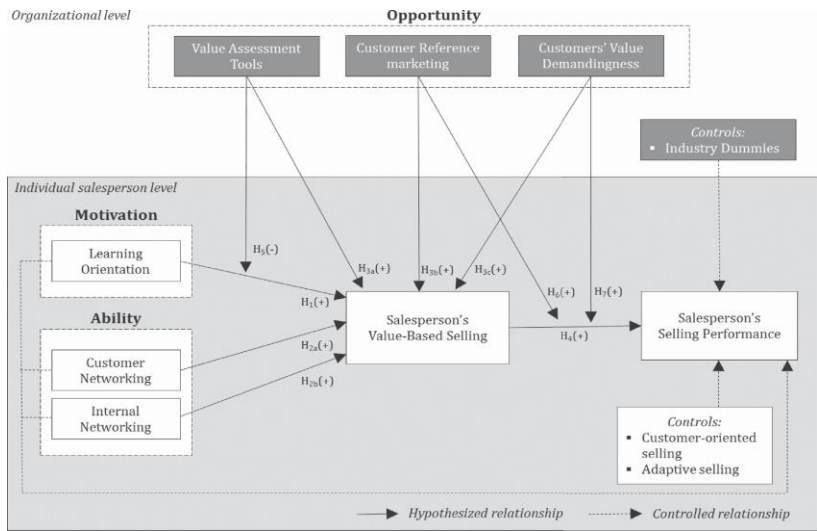 Organizational level
Opportunity
Value Assessment
Tools
Customer Reference
marketing
Customers' Value
Demandingness
Controls:
▪ Industry Dummies
Individual salesperson level
Motivation
Learning
Orientation
H5(-)
H3a(+)
H3b(+)
H3c(+)
H6(+)
H7(+)
H1(+)
Ability
Salesperson's
Value-Based Selling
H4(+)
Salesperson's
Selling Performance
Customer
Networking
H2a(+)
Internal
Networking
H2b(+)
Controls:
▪ Customer-oriented
selling
▪ Adaptive selling
Hypothesized relationship
Controlled relationship